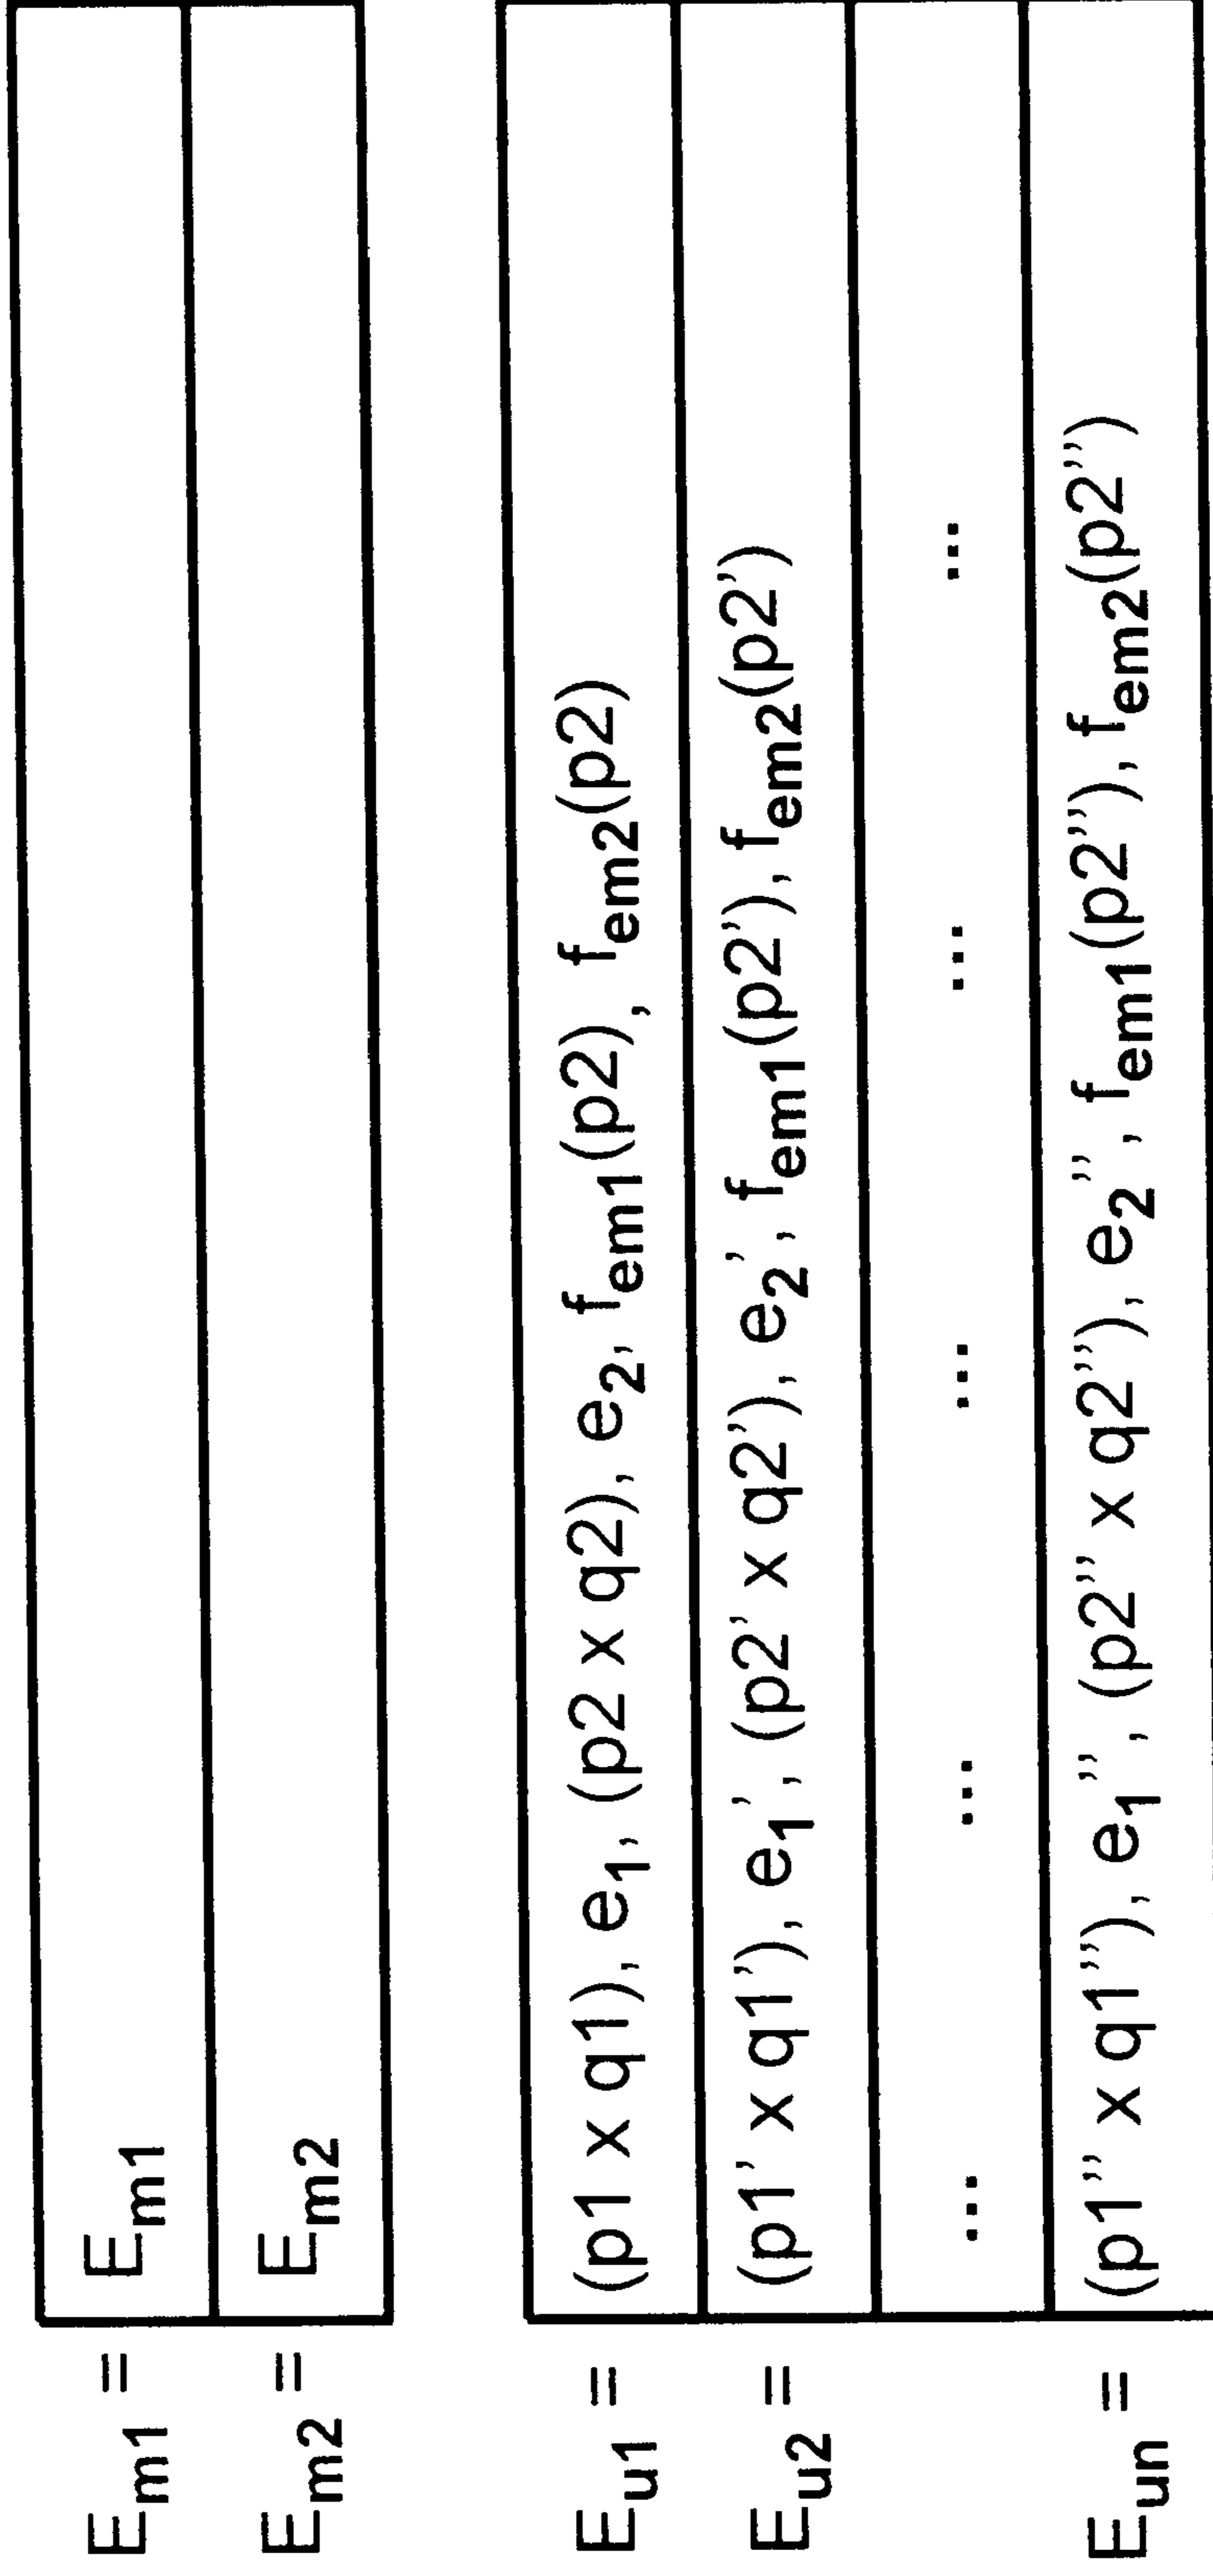 E_m1 = E_m1
E_m2 = E_m2
E_u1 = (p1 x q1), e_1, (p2 x q2), e_2, f_em1(p2), f_em2(p2)
E_u2 = (p1' x q1'), e_1', (p2' x q2'), e_2', f_em1(p2'), f_em2(p2')
... ... ... ... ...
E_un = (p1'' x q1''), e_1'', (p2'' x q2''), e_2'', f_em1(p2''), f_em2(p2'')